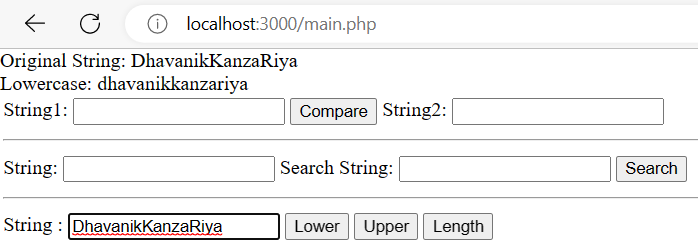 localhost:3000/main.php
Original String: DhavanikKanzaRiya
Lowercase: dhavanikkanzariya
String1: Compare String2:
String: Search String: Search
String : DhavanikKanzaRiya Lower Upper Length